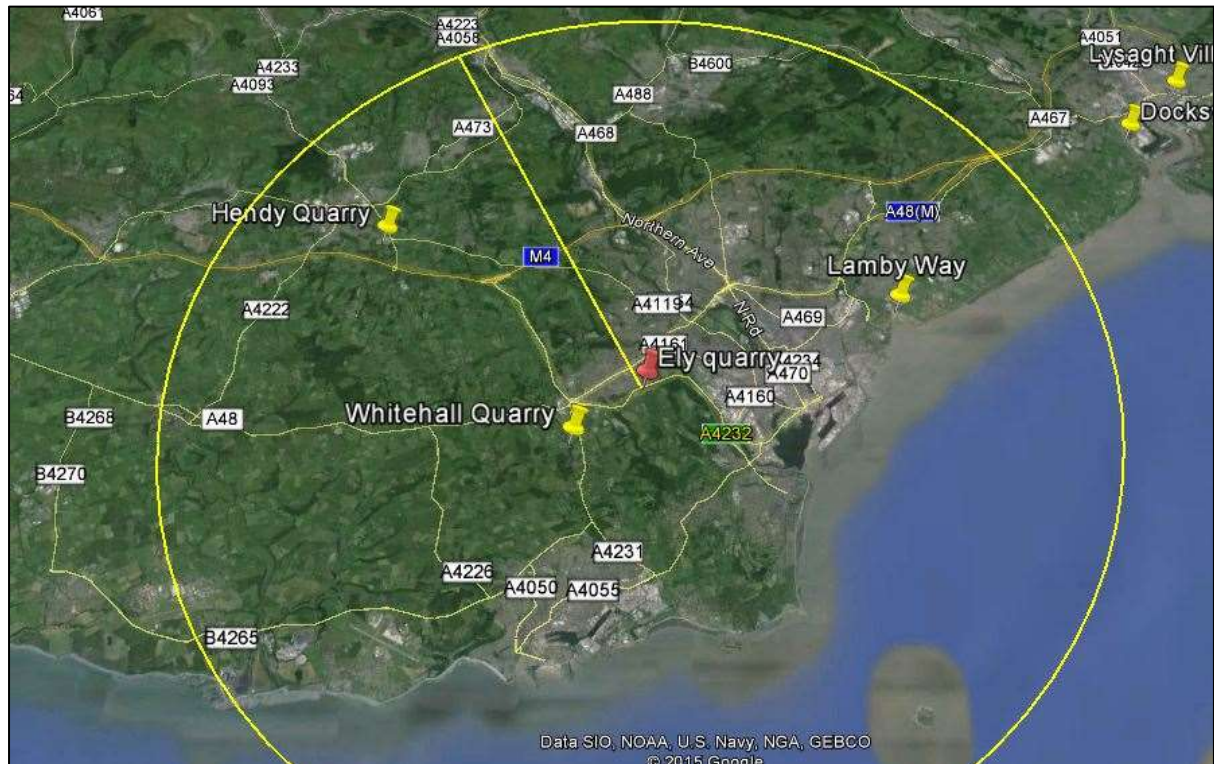 A4061
A4223
A4058
A4051
Lysaght Vill
B4600
A4233
A4093
64
A488
A467
Docks
A473
A468
Hendy Quarry
A48(M)
Northern Ave
M4
Lamby Way
A4222
A4119
A469
N Rd
A4161
Ely quarry
A4234
A470
A4160
Whitehall Quarry
B4268
A48
A4232
B4270
A4231
A4226
A4050
A4055
B4265
Data SIO, NOAA, U.S. Navy, NGA, GEBCO
© 2015 Google